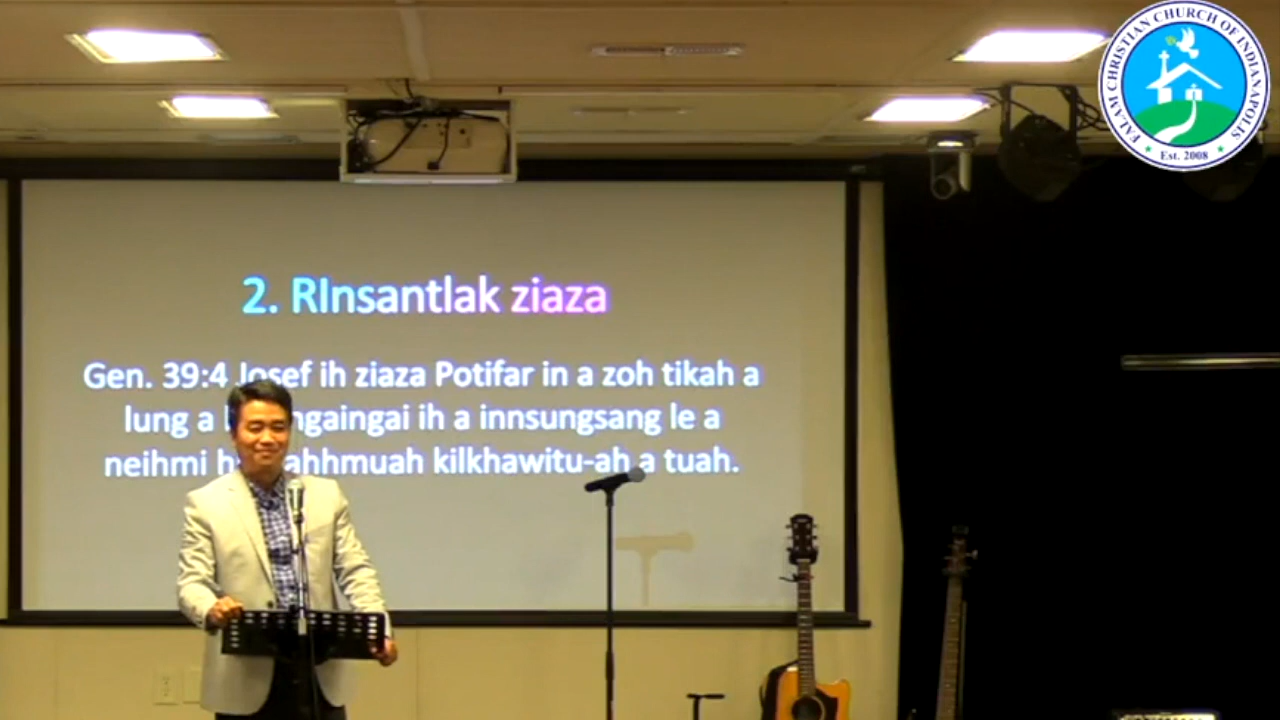 FALAM CHRISTIAN CHURCH OF INDIANAPOLIS
Est. 2008
2. RInsantlak ziaza
Gen. 39:4 Josef ih ziaza Potifar in a zoh tikah a
lung a ih a innsungsang le a
neihmi kilkhawitu-ah a tuah.